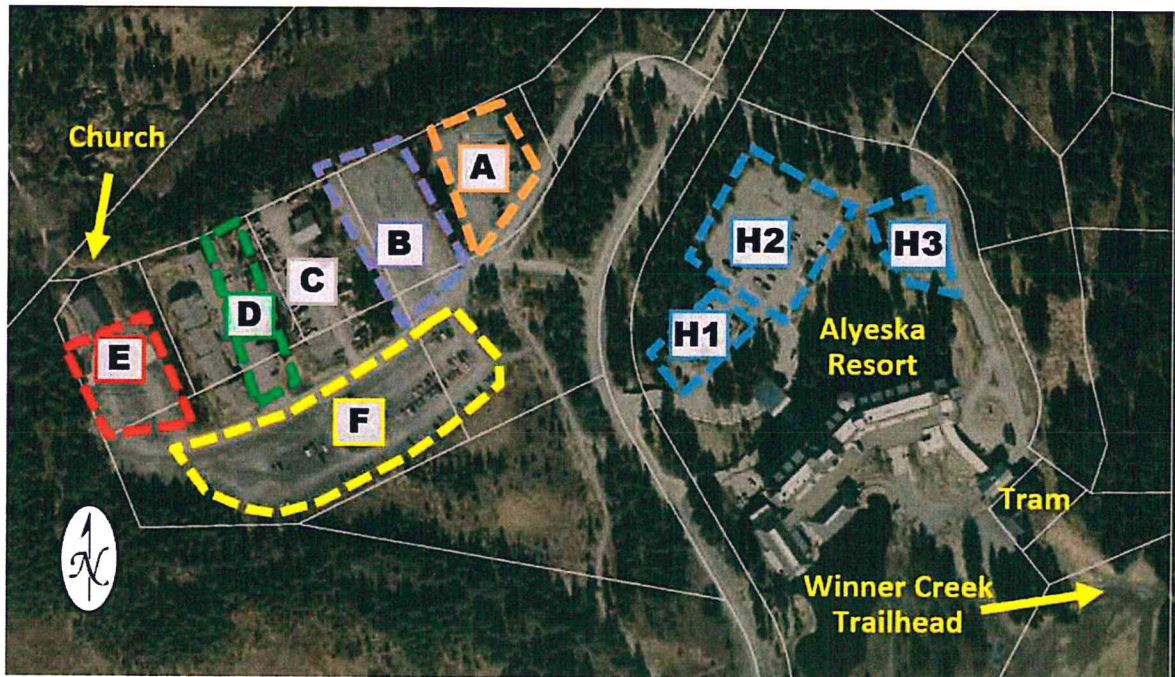 Church
A
B
C
D
E
F
H1
H2
H3
Alyeska
Resort
Tram
Winner Creek
Trailhead
N